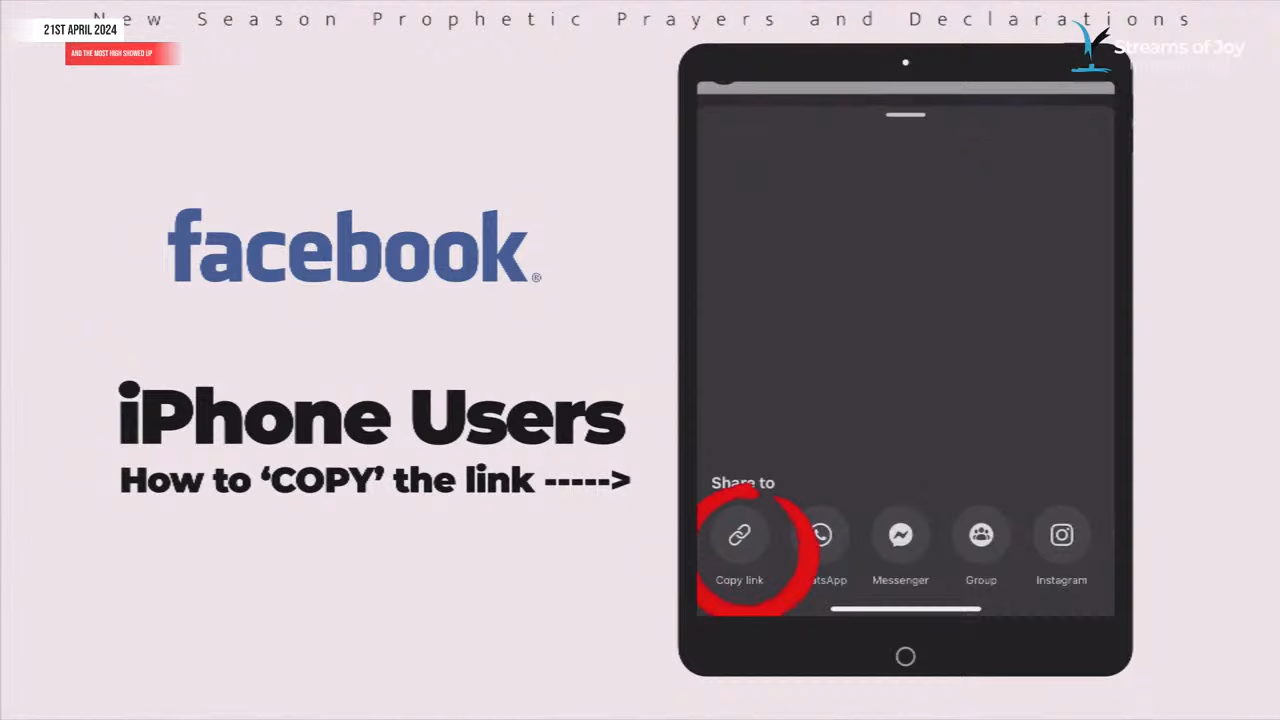 New Season Prophetic Prayers and Declarations
21ST APRIL 2024
AND THE MOST HIGH SHOWED UP
Streams of Joy
facebook®
iPhone Users
How to ‘COPY’ the link ----->
Share to
Copy link
Messenger
Group
Instagram